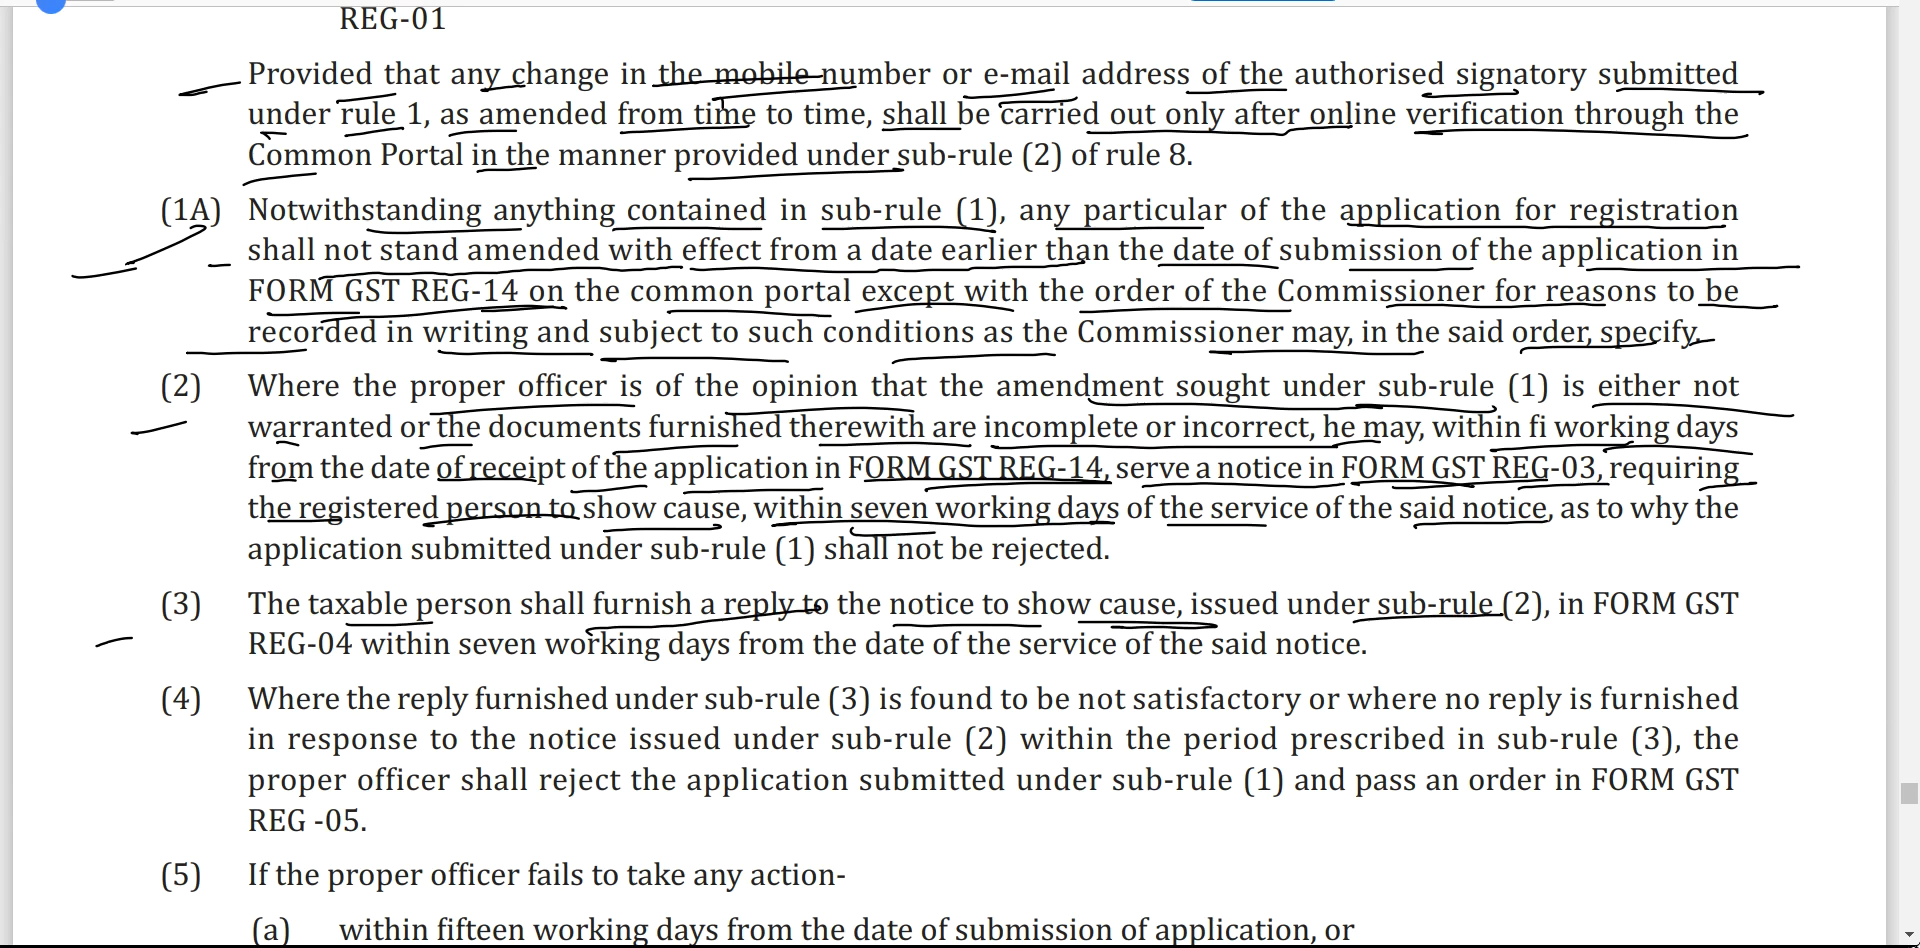 REG-01
Provided that any change in the mobile number or e-mail address of the authorised signatory submitted
under rule 1, as amended from time to time, shall be carried out only after online verification through the
Common Portal in the manner provided under sub-rule (2) of rule 8.
(1A) Notwithstanding anything contained in sub-rule (1), any particular of the application for registration
shall not stand amended with effect from a date earlier than the date of submission of the application in
FORM GST REG-14 on the common portal except with the order of the Commissioner for reasons to be
recorded in writing and subject to such conditions as the Commissioner may, in the said order, specify.
(2) Where the proper officer is of the opinion that the amendment sought under sub-rule (1) is either not
warranted or the documents furnished therewith are incomplete or incorrect, he may, within fi working days
from the date of receipt of the application in FORM GST REG-14, serve a notice in FORM GST REG-03, requiring
the registered person to show cause, within seven working days of the service of the said notice, as to why the
application submitted under sub-rule (1) shall not be rejected.
(3) The taxable person shall furnish a reply to the notice to show cause, issued under sub-rule (2), in FORM GST
REG-04 within seven working days from the date of the service of the said notice.
(4) Where the reply furnished under sub-rule (3) is found to be not satisfactory or where no reply is furnished
in response to the notice issued under sub-rule (2) within the period prescribed in sub-rule (3), the
proper officer shall reject the application submitted under sub-rule (1) and pass an order in FORM GST
REG -05.
(5) If the proper officer fails to take any action-
(a) within fifteen working days from the date of submission of application, or